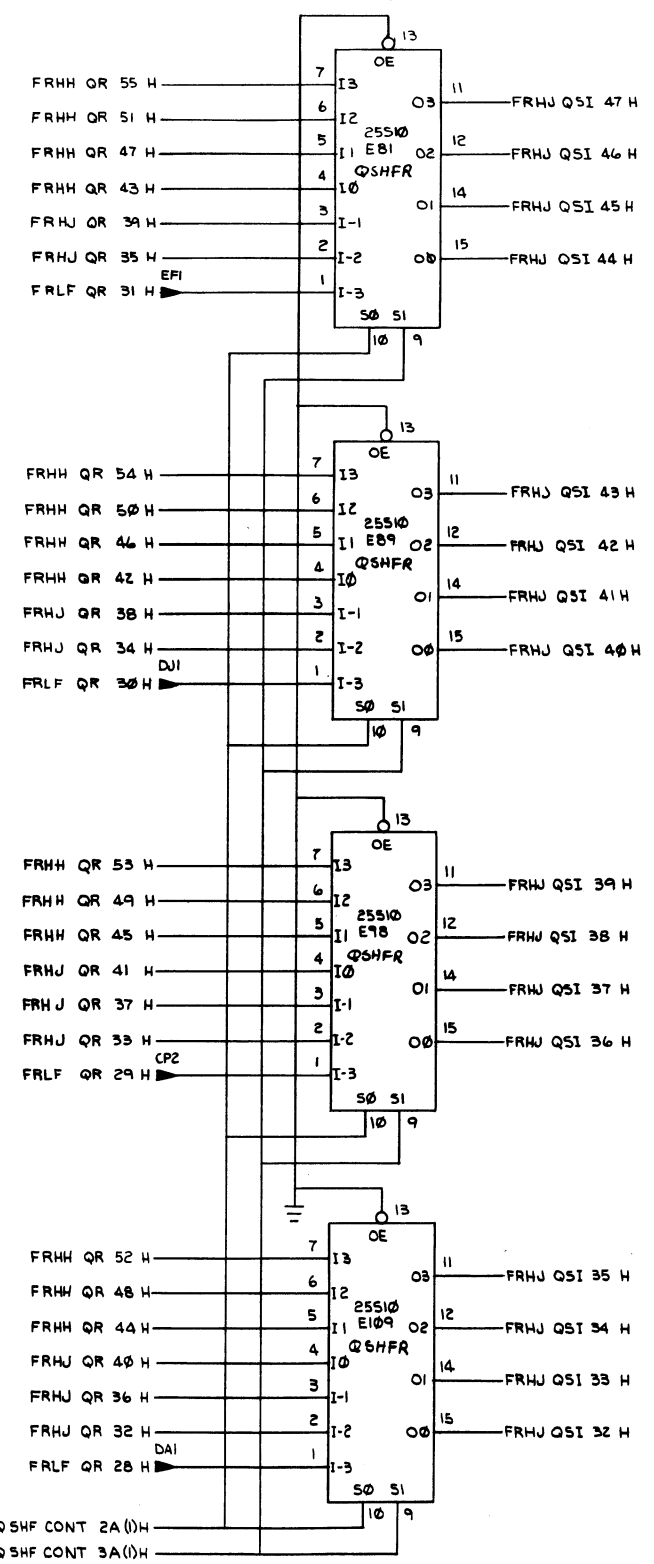 13
OE
FRHH QR 55 H 7 I3
O3 11 FRHJ QSI 47 H
FRHH QR 51 H 6 I2
25S1Ø
FRHH QR 47 H 5 I1
E81
O2 12 FRHJ QSI 46 H
QSHFR
FRHH QR 43 H 4 IØ
O1 14 FRHJ QSI 45 H
FRHJ QR 39 H 3 I-1
FRHJ QR 35 H 2 I-2
OØ 15 FRHJ QSI 44 H
EF1
FRLF QR 31 H 1 I-3
SØ S1
1Ø 9
13
OE
FRHH QR 54 H 7 I3
O3 11 FRHJ QSI 43 H
FRHH QR 5Ø H 6 I2
25S1Ø
FRHH QR 46 H 5 I1
E89
O2 12 FRHJ QSI 42 H
QSHFR
FRHH QR 42 H 4 IØ
O1 14 FRHJ QSI 41 H
FRHJ QR 38 H 3 I-1
FRHJ QR 34 H 2 I-2
OØ 15 FRHJ QSI 4Ø H
DJ1
FRLF QR 3Ø H 1 I-3
SØ S1
1Ø 9
13
OE
FRHH QR 53 H 7 I3
O3 11 FRHJ QSI 39 H
FRHH QR 49 H 6 I2
25S1Ø
FRHH QR 45 H 5 I1
E98
O2 12 FRHJ QSI 38 H
QSHFR
FRHJ QR 41 H 4 IØ
O1 14 FRHJ QSI 37 H
FRHJ QR 37 H 3 I-1
FRHJ QR 33 H 2 I-2
OØ 15 FRHJ QSI 36 H
CP2
FRLF QR 29 H 1 I-3
SØ S1
1Ø 9
13
OE
FRHH QR 52 H 7 I3
O3 11 FRHJ QSI 35 H
FRHH QR 48 H 6 I2
25S1Ø
FRHH QR 44 H 5 I1
E1Ø9
O2 12 FRHJ QSI 34 H
QSHFR
FRHJ QR 4Ø H 4 IØ
O1 14 FRHJ QSI 33 H
FRHJ QR 36 H 3 I-1
FRHJ QR 32 H 2 I-2
OØ 15 FRHJ QSI 32 H
DA1
FRLF QR 28 H 1 I-3
SØ S1
1Ø 9
Q SHF CONT 2A(1)H
Q SHF CONT 3A(1)H